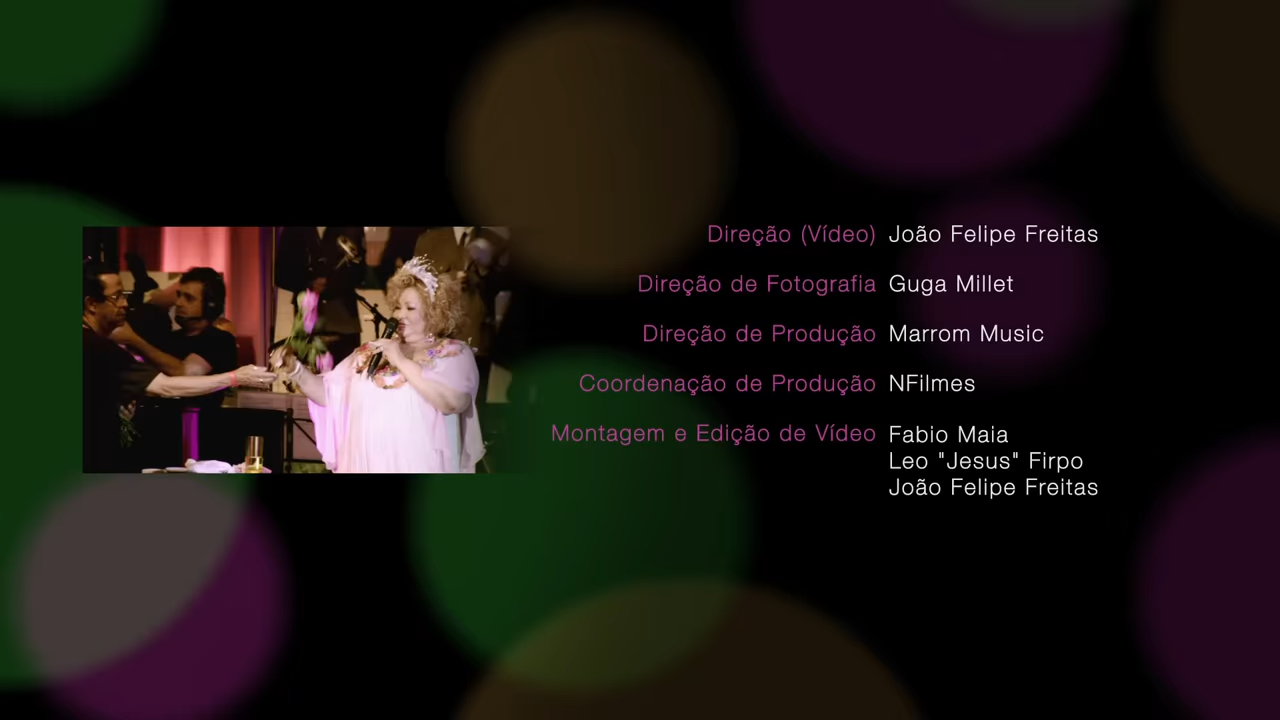 Direção (Vídeo) João Felipe Freitas
Direção de Fotografia Guga Millet
Direção de Produção Marrom Music
Coordenação de Produção NFilmes
Montagem e Edição de Vídeo Fabio Maia
Leo "Jesus" Firpo
João Felipe Freitas